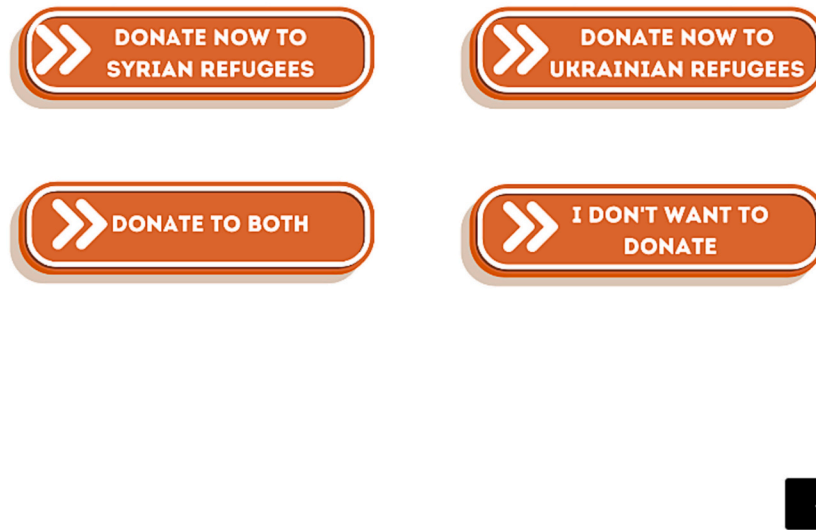 DONATE NOW TO
SYRIAN REFUGEES
DONATE NOW TO
UKRAINIAN REFUGEES
DONATE TO BOTH
I DON'T WANT TO
DONATE